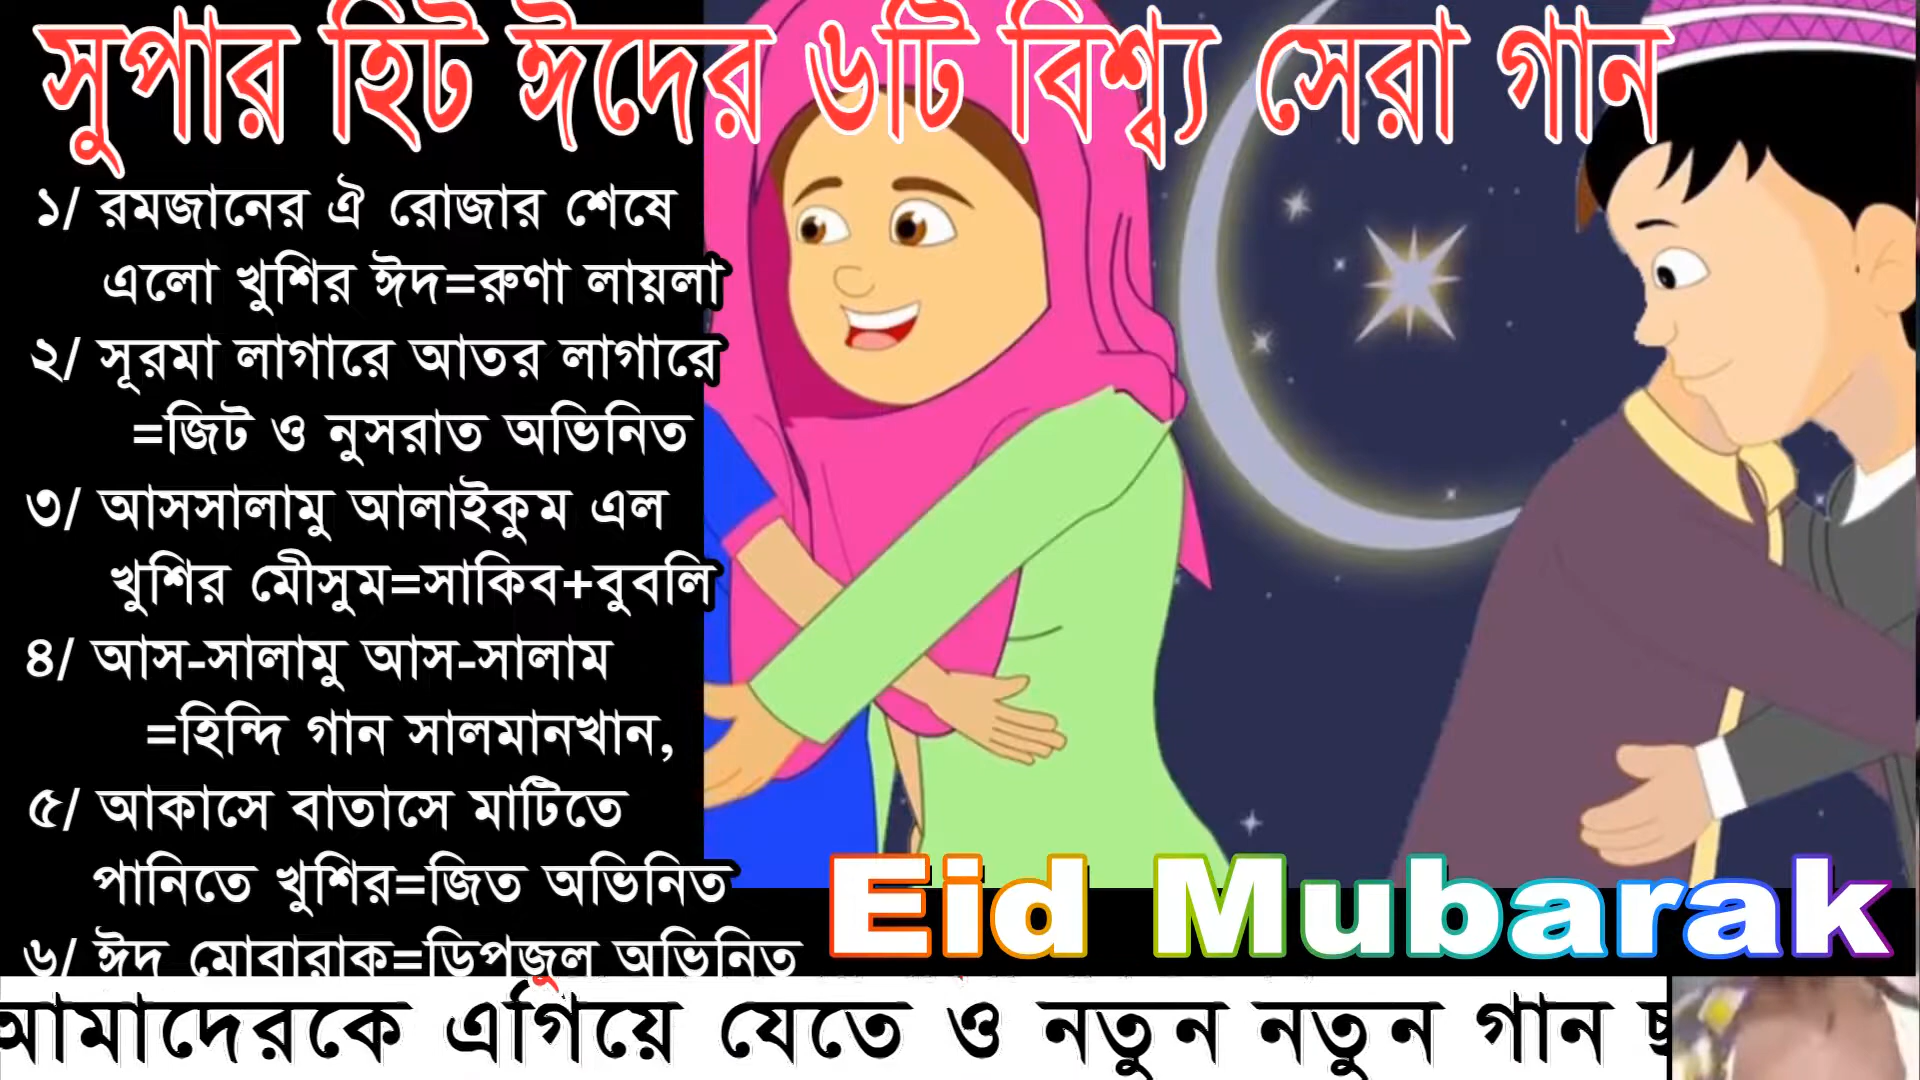 সুপার হিট ঈদের ৬টি বিশ্ব্য সেরা গান
১/ রমজানের ঐ রোজার শেষে
এলো খুশির ঈদ=রুণা লায়লা
২/ সূরমা লাগারে আতর লাগারে
=জিট ও নুসরাত অভিনিত
৩/ আসসালামু আলাইকুম এল
খুশির মৌসুম=সাকিব+বুবলি
৪/ আস-সালামু আস-সালাম
=হিন্দি গান সালমানখান,
৫/ আকাসে বাতাসে মাটিতে
পানিতে খুশির=জিত অভিনিত
৬/ ঈদ মোবারাক=ডিপজুল অভিনিত
Eid Mubarak
আমাদেরকে এগিয়ে যেতে ও নতুন নতুন গান